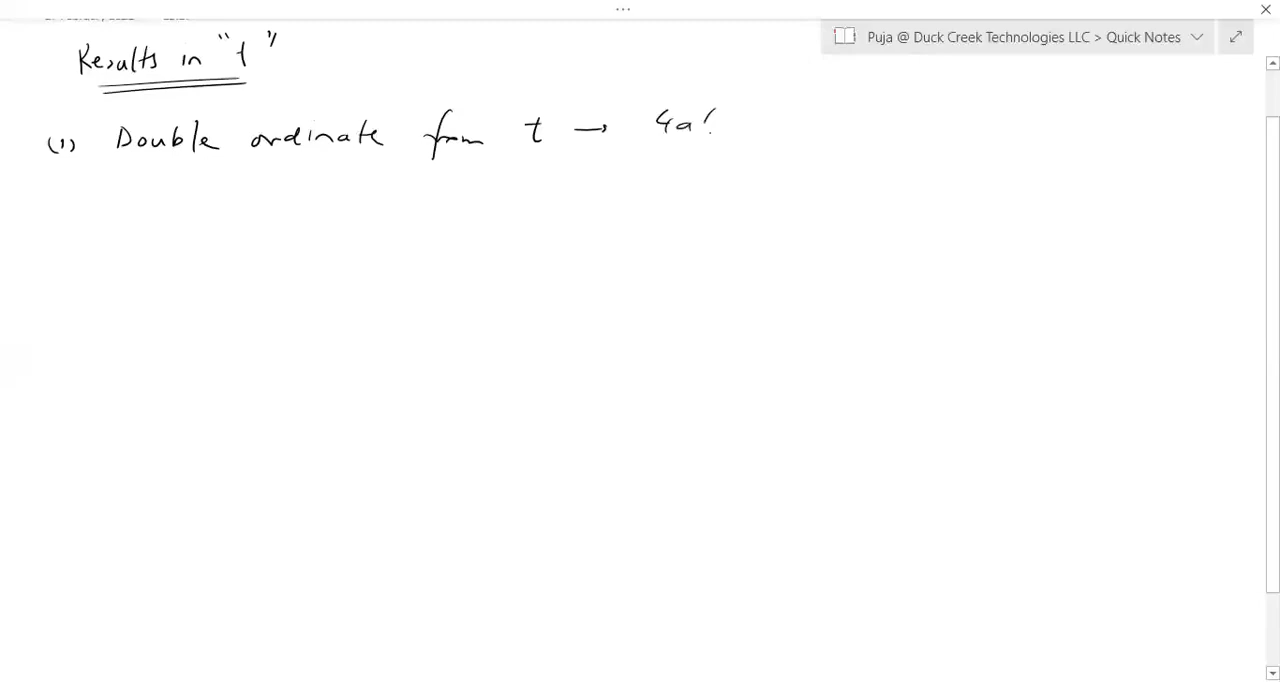 Puja @ Duck Creek Technologies LLC > Quick Notes
Results in "t"
(1) Double ordinate from t → 4a